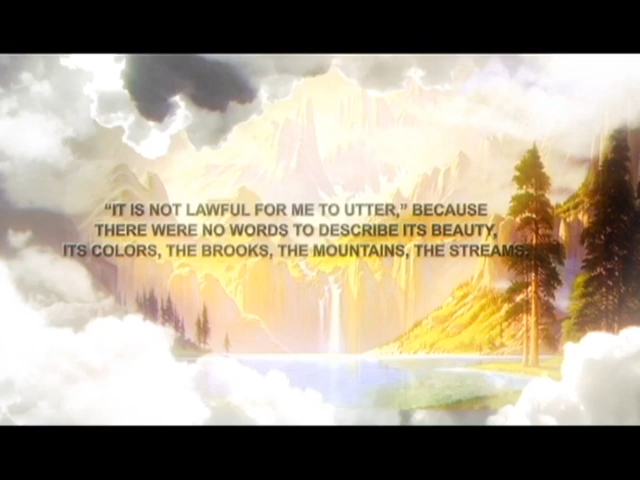 “IT IS NOT LAWFUL FOR ME TO UTTER,” BECAUSE
THERE WERE NO WORDS TO DESCRIBE ITS BEAUTY,
ITS COLORS, THE BROOKS, THE MOUNTAINS, THE STREAMS.